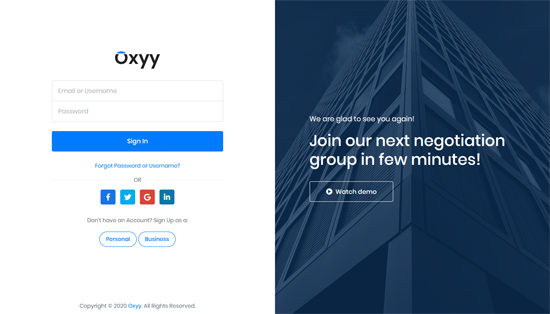 Oxyy
Email or Username
Password
Sign In
Forgot Password or Username?
OR
f
G
in
Don't have an Account? Sign Up as a:
Personal
Business
Copyright © 2020 Oxyy. All Rights Reserved.
We are glad to see you again!
Join our next negotiation
group in few minutes!
Watch demo